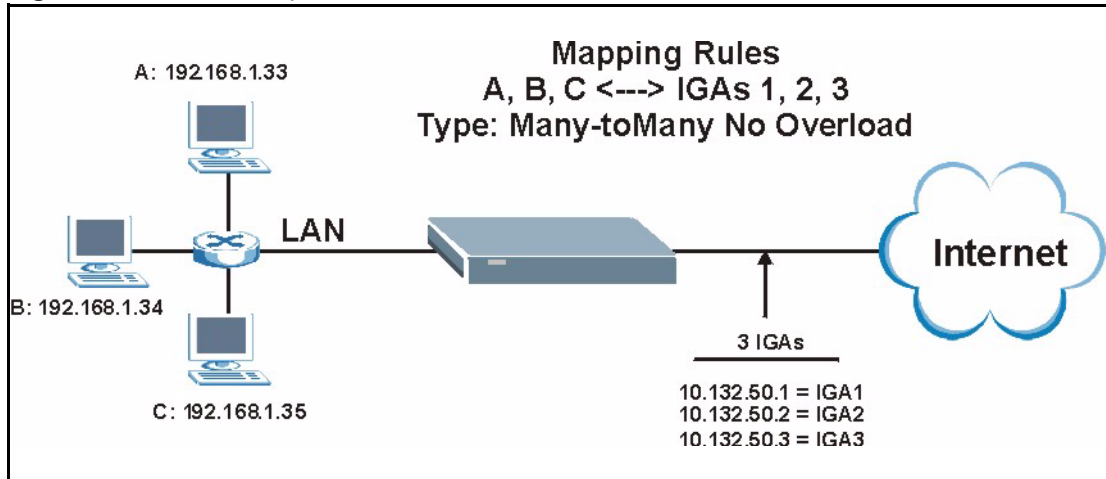 Mapping Rules
A, B, C <---> IGAs 1, 2, 3
Type: Many-toMany No Overload
A: 192.168.1.33
LAN
B: 192.168.1.34
C: 192.168.1.35
Internet
3 IGAs
10.132.50.1 = IGA1
10.132.50.2 = IGA2
10.132.50.3 = IGA3